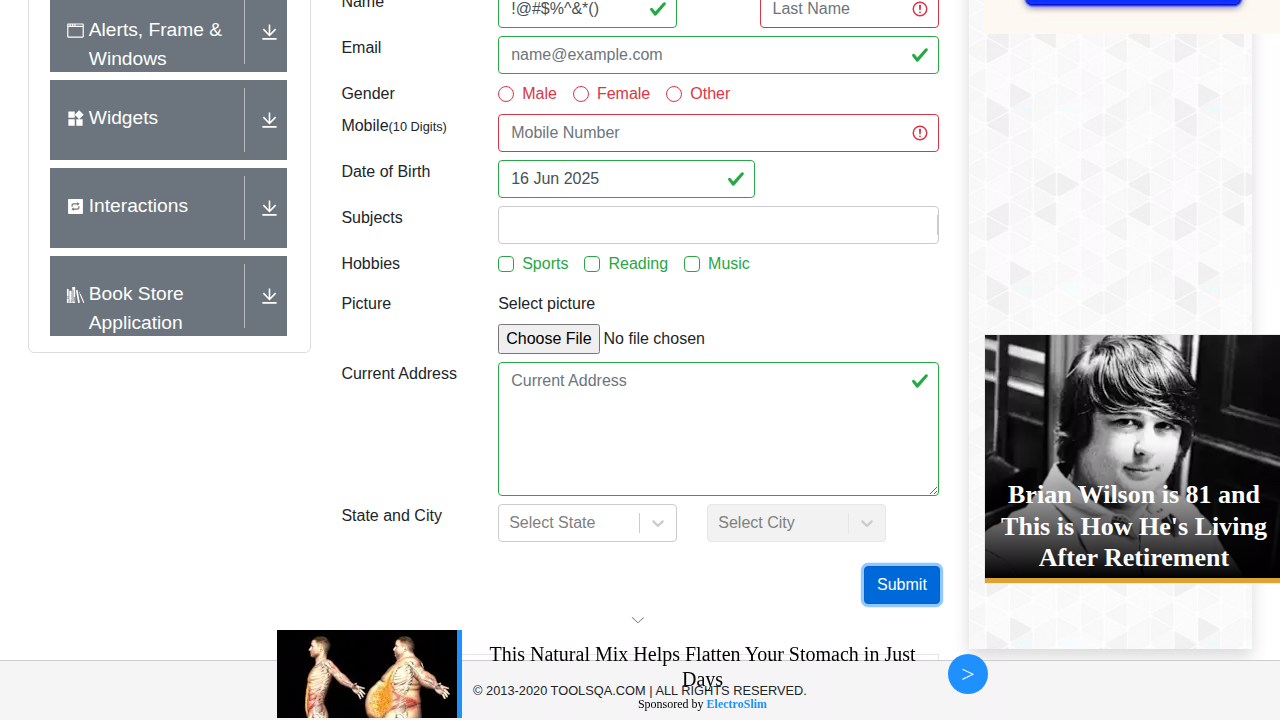 Name
!@#$%^&*()
Last Name
Alerts, Frame &
Windows
Email
name@example.com
Gender
Male
Female
Other
Widgets
Mobile(10 Digits)
Mobile Number
Date of Birth
16 Jun 2025
Interactions
Subjects
Hobbies
Sports
Reading
Music
Book Store
Application
Picture
Select picture
Choose File
No file chosen
Current Address
Current Address
Brian Wilson is 81 and
This is How He's Living
After Retirement
State and City
Select State
Select City
Submit
This Natural Mix Helps Flatten Your Stomach in Just
Days
>
© 2013-2020 TOOLSQA.COM | ALL RIGHTS RESERVED.
Sponsored by ElectroSlim